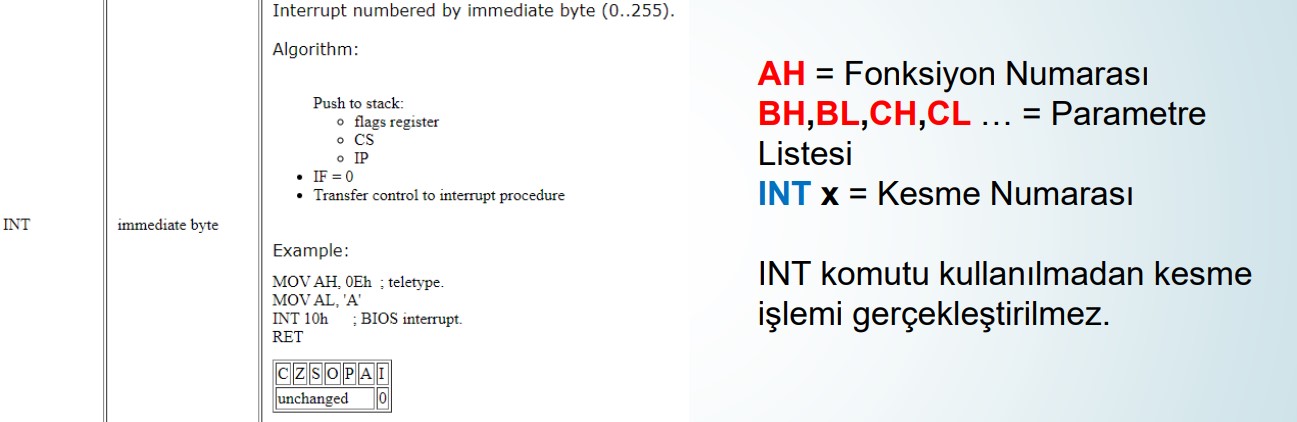 Interrupt numbered by immediate byte (0..255).
Algorithm:
Push to stack:
flags register
CS
IP
IF = 0
Transfer control to interrupt procedure
INT
immediate byte
Example:
MOV AH, 0Eh ; teletype.
MOV AL, 'A'
INT 10h ; BIOS interrupt.
RET
C Z S O P A I
unchanged 0
AH = Fonksiyon Numarası
BH,BL,CH,CL … = Parametre
Listesi
INT x = Kesme Numarası
INT komutu kullanılmadan kesme
işlemi gerçekleştirilmez.